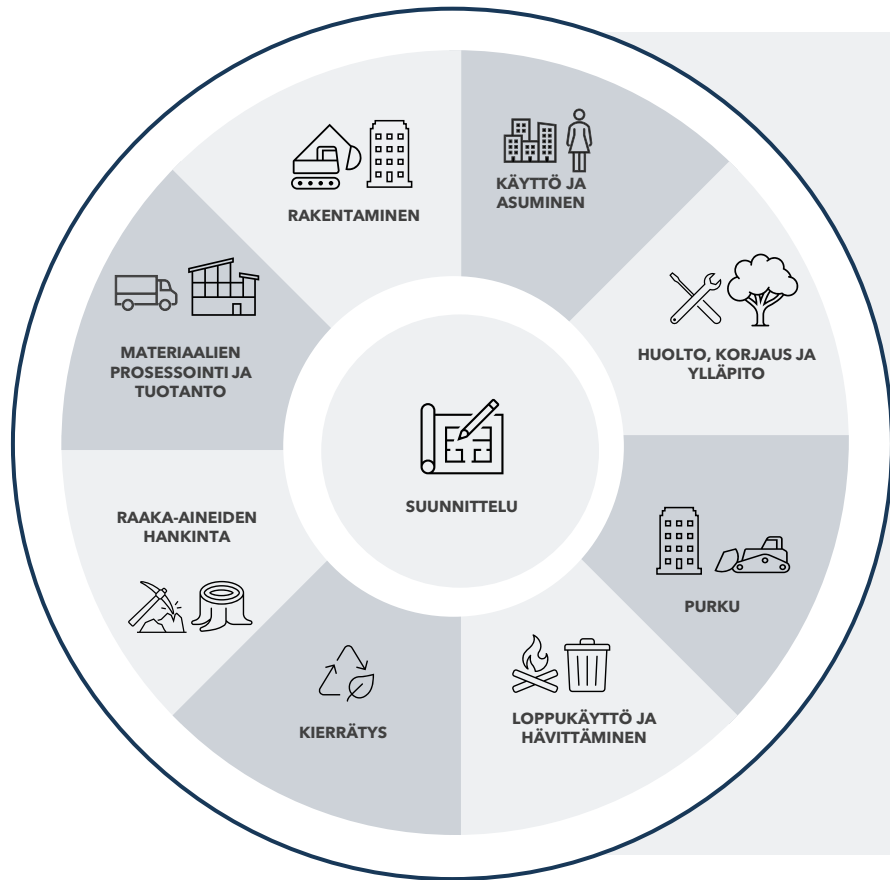 KÄYTTÖ JA
ASUMINEN
RAKENTAMINEN
HUOLTO, KORJAUS JA
YLLÄPITO
MATERIAALIEN
PROSESSOINTI JA
TUOTANTO
SUUNNITTELU
RAAKA-AINEIDEN
HANKINTA
PURKU
KIERRÄTYS
LOPPUKÄYTTÖ JA
HÄVITTÄMINEN